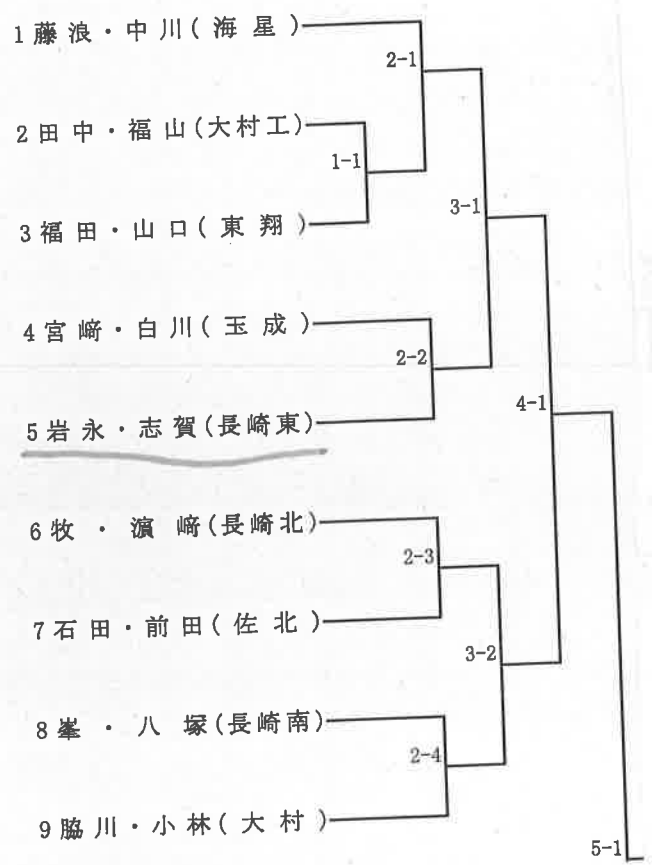 1 藤浪・中川(海星)
2-1
2 田中・福山(大村工)
1-1
3 福田・山口(東翔)
3-1
4 宮﨑・白川(玉成)
2-2
4-1
5 岩永・志賀(長崎東)
6 牧・濵﨑(長崎北)
2-3
7 石田・前田(佐北)
3-2
8 峯・八塚(長崎南)
2-4
9 脇川・小林(大村)
5-1